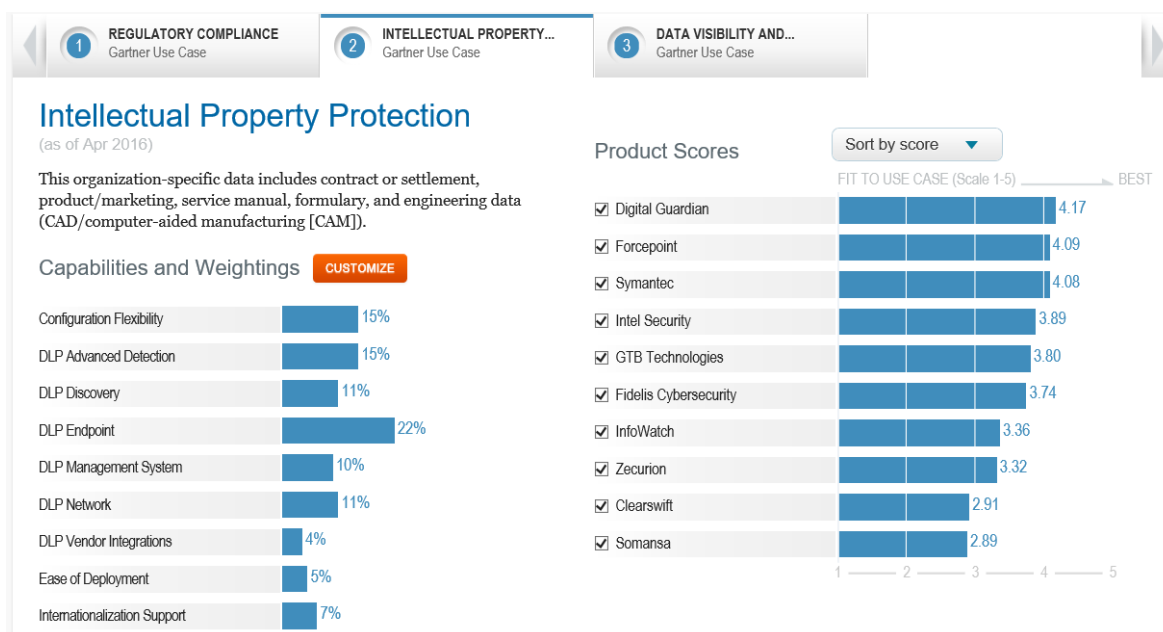 1
REGULATORY COMPLIANCE
Gartner Use Case
2
INTELLECTUAL PROPERTY...
Gartner Use Case
3
DATA VISIBILITY AND...
Gartner Use Case
Intellectual Property Protection
(as of Apr 2016)
This organization-specific data includes contract or settlement,
product/marketing, service manual, formulary, and engineering data
(CAD/computer-aided manufacturing [CAM]).
Capabilities and Weightings CUSTOMIZE
Configuration Flexibility 15%
DLP Advanced Detection 15%
DLP Discovery 11%
DLP Endpoint 22%
DLP Management System 10%
DLP Network 11%
DLP Vendor Integrations 4%
Ease of Deployment 5%
Internationalization Support 7%
Product Scores Sort by score
FIT TO USE CASE (Scale 1-5) BEST
Digital Guardian 4.17
Forcepoint 4.09
Symantec 4.08
Intel Security 3.89
GTB Technologies 3.80
Fidelis Cybersecurity 3.74
InfoWatch 3.36
Zecurion 3.32
Clearswift 2.91
Somansa 2.89
1 2 3 4 5